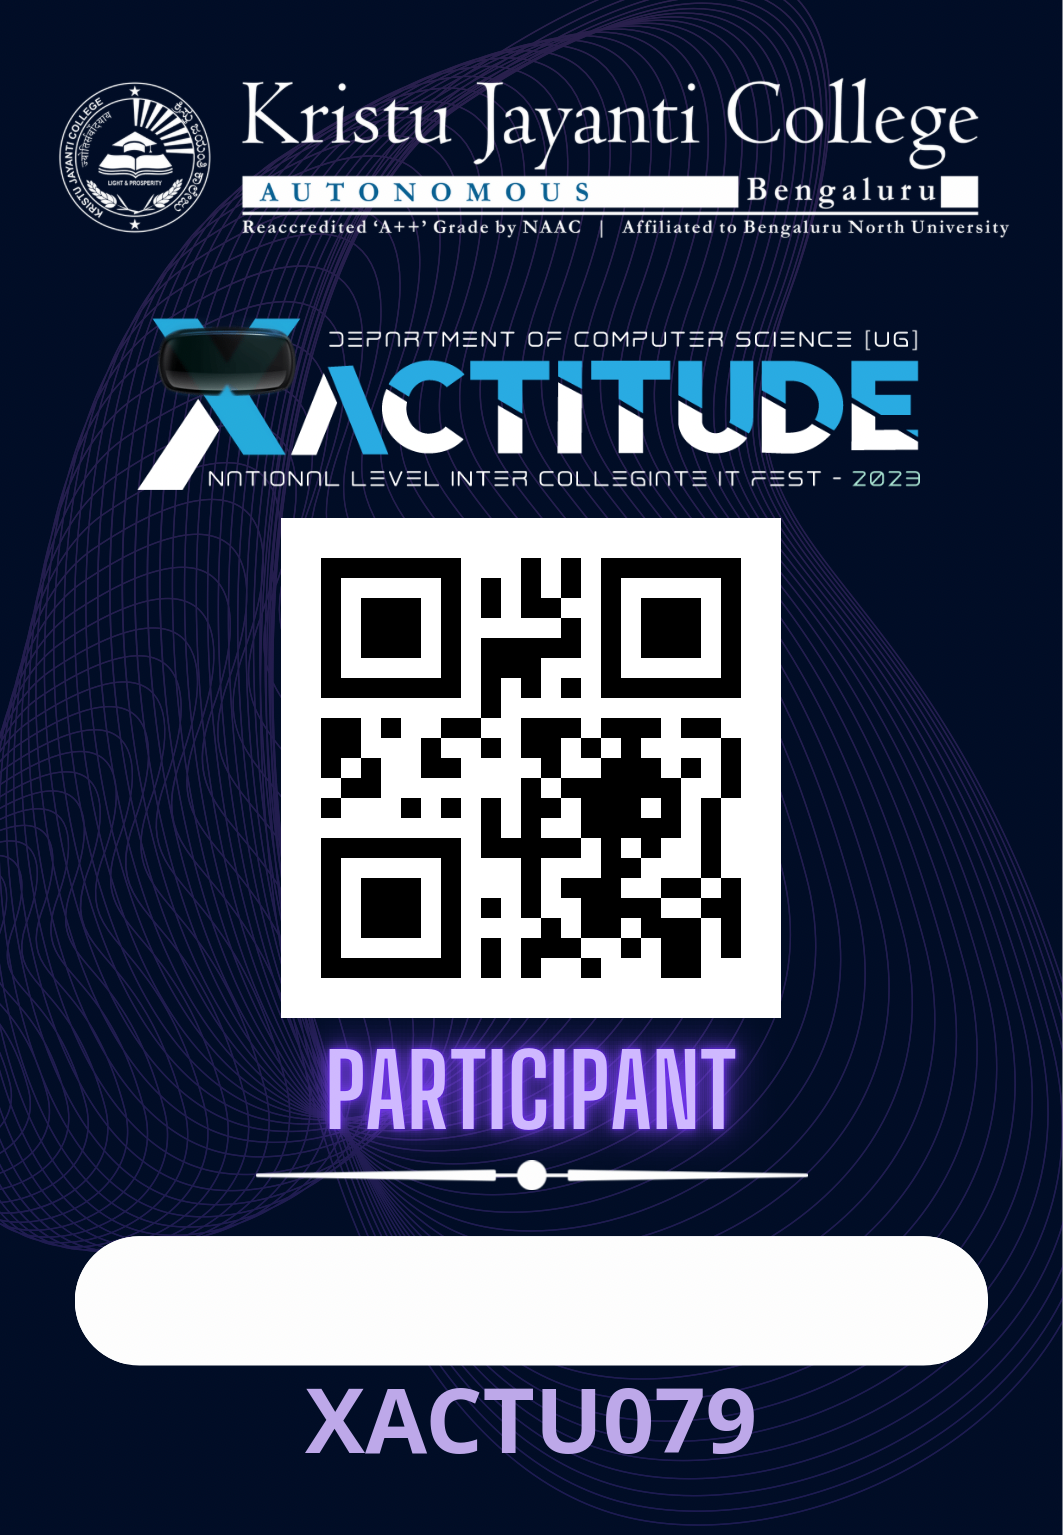 KRISTU JAYANTI COLLEGE
LIGHT & PROSPERITY
Kristu Jayanti College
AUTONOMOUS Bengaluru
Reaccredited ‘A++’ Grade by NAAC | Affiliated to Bengaluru North University
DEPARTMENT OF COMPUTER SCIENCE [UG]
XACTITUDE
NATIONAL LEVEL INTER COLLEGIATE IT FEST - 2023
PARTICIPANT
XACTU079